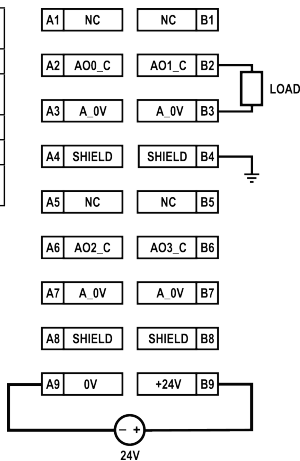 A1 NC NC B1
A2 AO0_C AO1_C B2
LOAD
A3 A_0V A_0V B3
A4 SHIELD SHIELD B4
A5 NC NC B5
A6 AO2_C AO3_C B6
A7 A_0V A_0V B7
A8 SHIELD SHIELD B8
A9 0V +24V B9
− +
24V